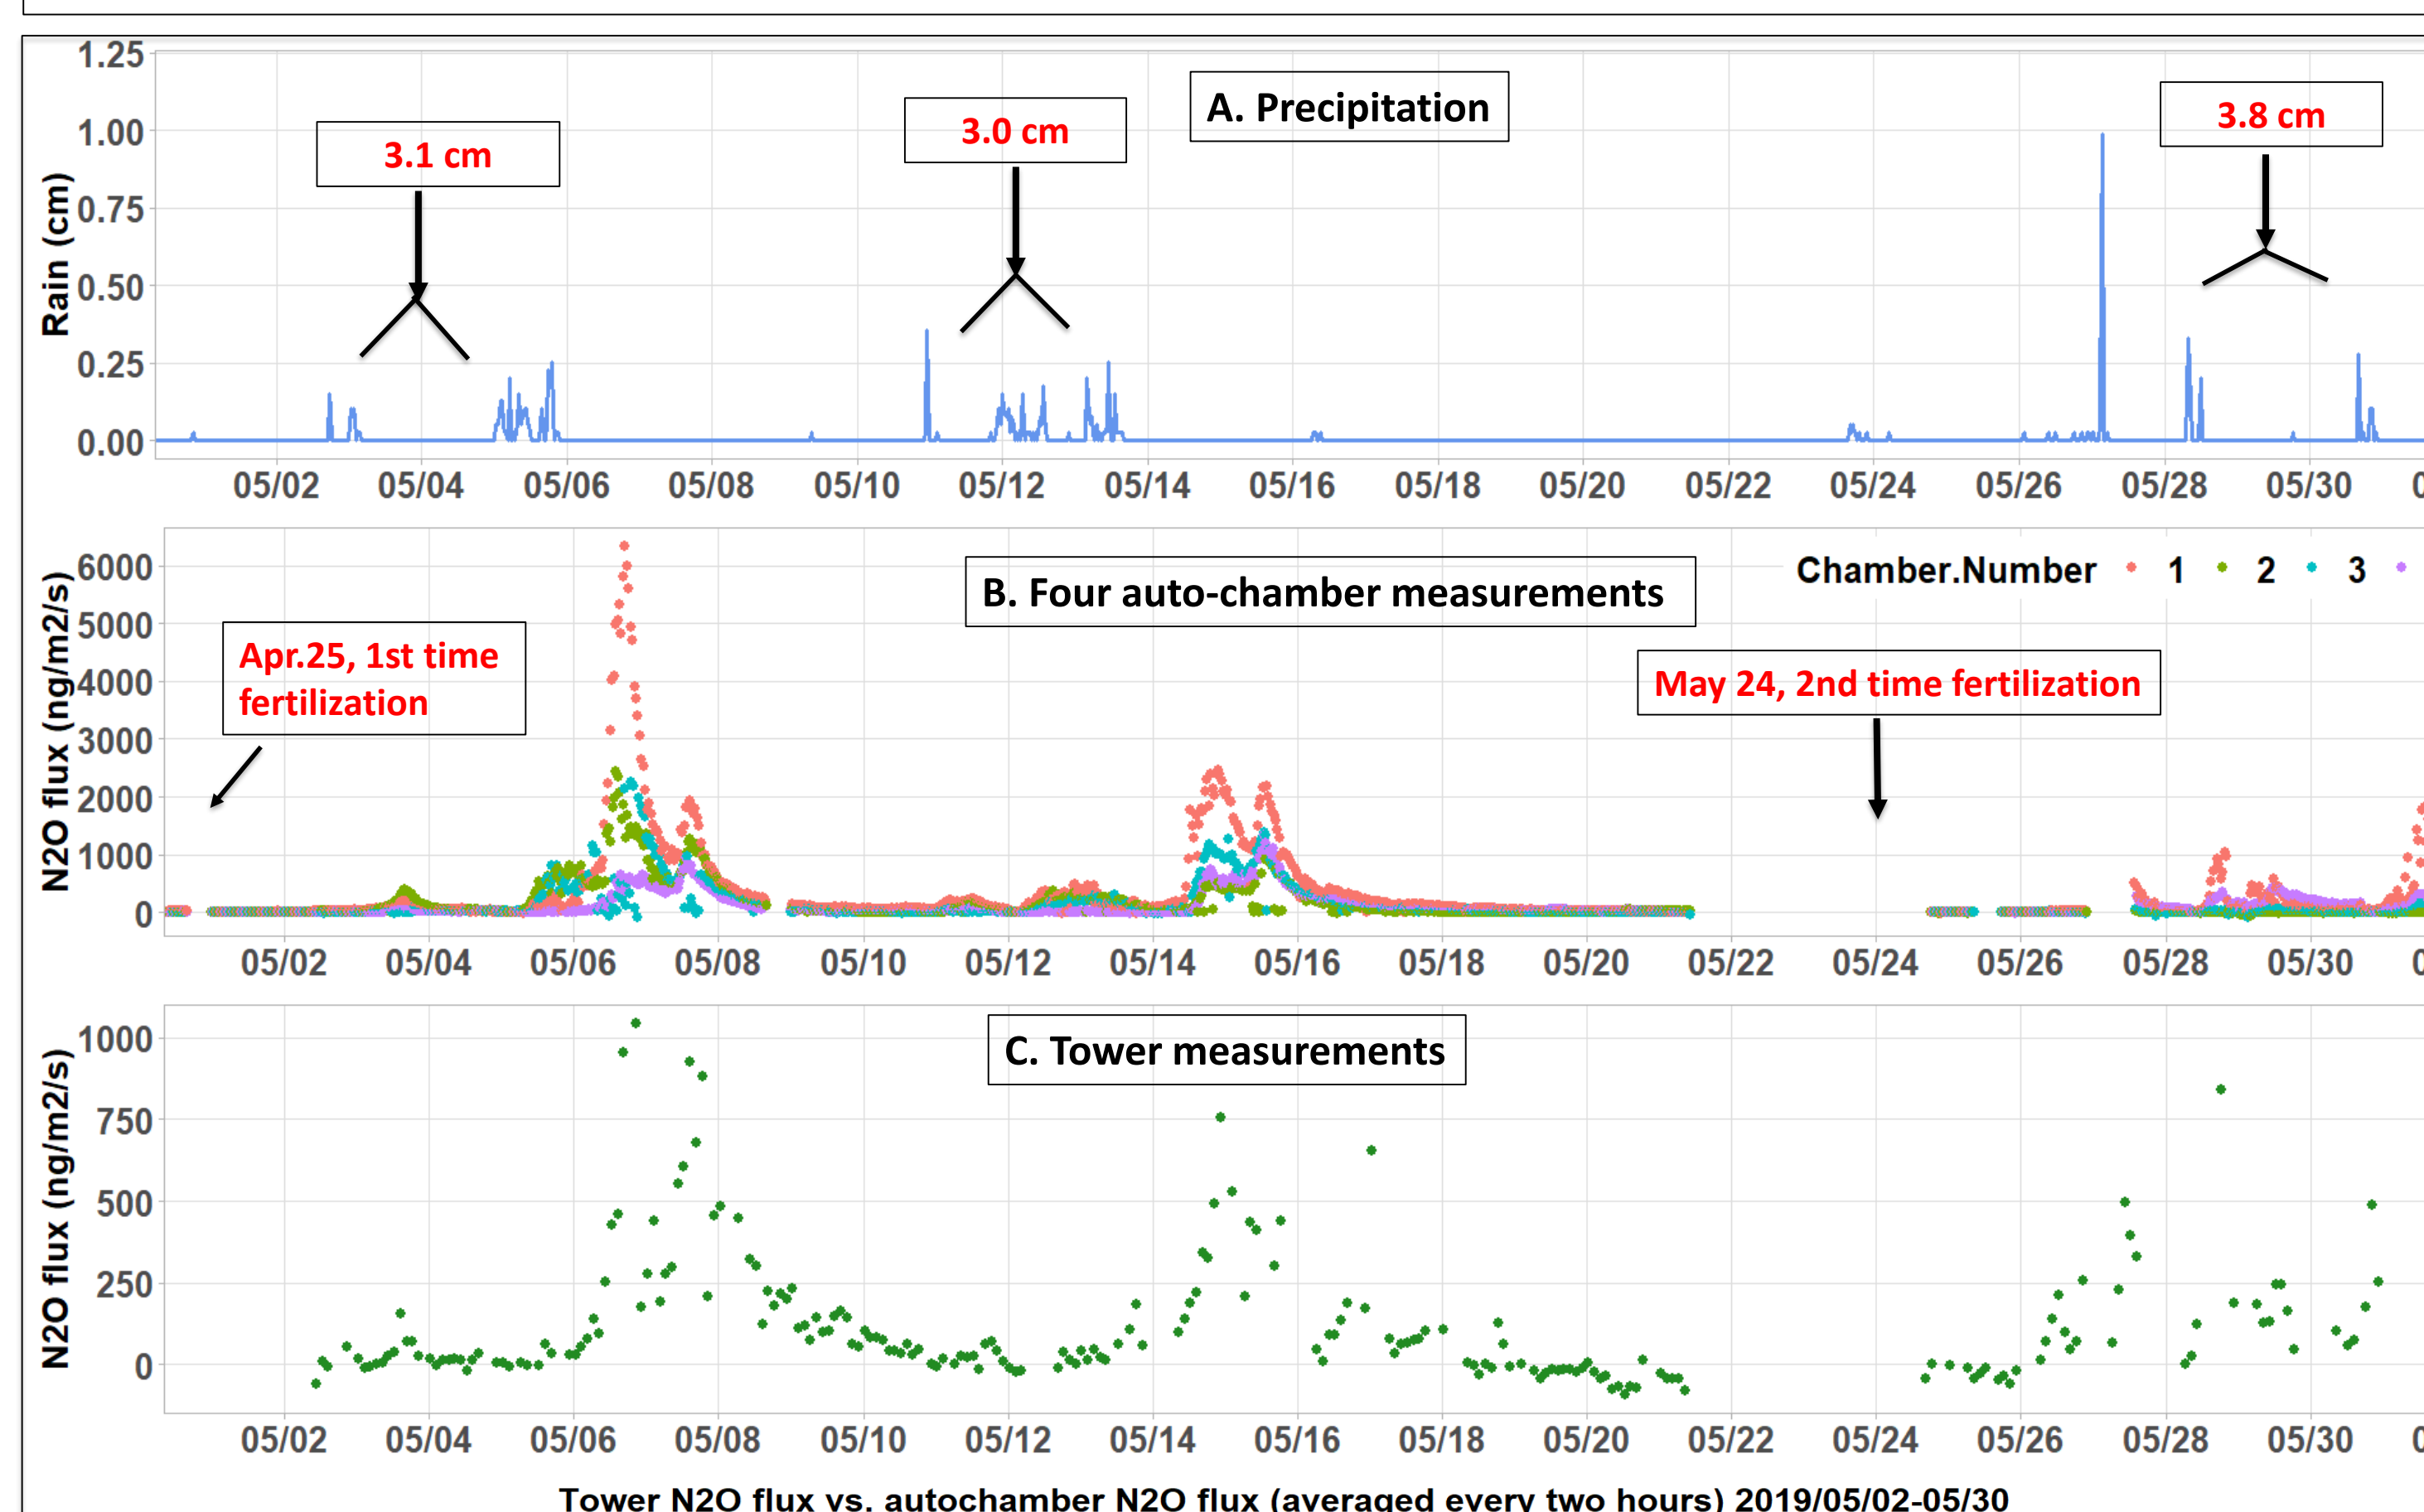 1.25
1.00
0.75
0.50
0.25
0.00
Rain (cm)
3.1 cm
3.0 cm
A. Precipitation
3.8 cm
05/02 05/04 05/06 05/08 05/10 05/12 05/14 05/16 05/18 05/20 05/22 05/24 05/26 05/28 05/30
6000
5000
4000
3000
2000
1000
0
N2O flux (ng/m2/s)
B. Four auto-chamber measurements
Chamber.Number 1 2 3
Apr.25, 1st time
fertilization
May 24, 2nd time fertilization
05/02 05/04 05/06 05/08 05/10 05/12 05/14 05/16 05/18 05/20 05/22 05/24 05/26 05/28 05/30
1000
750
500
250
0
N2O flux (ng/m2/s)
C. Tower measurements
05/02 05/04 05/06 05/08 05/10 05/12 05/14 05/16 05/18 05/20 05/22 05/24 05/26 05/28 05/30
Tower N2O flux vs. autochamber N2O flux (averaged every two hours) 2019/05/02-05/30